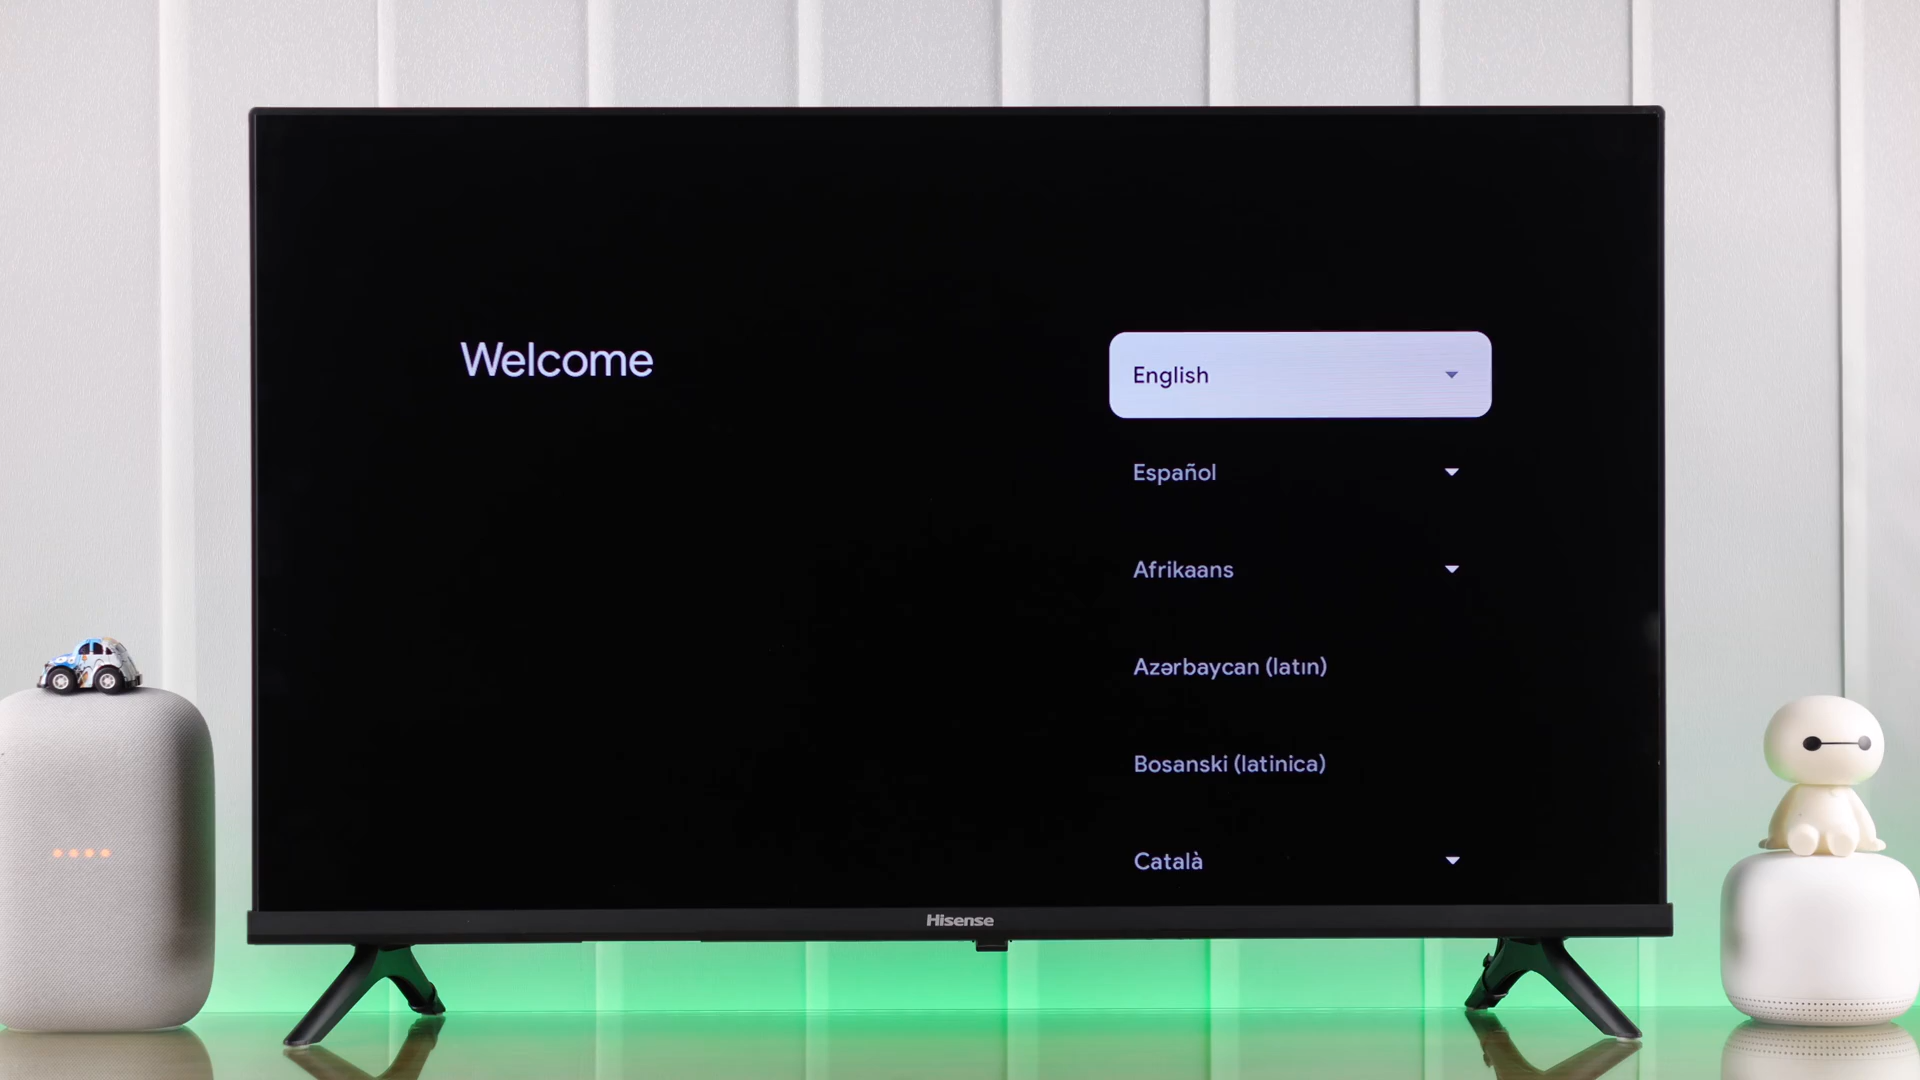 Welcome
English
Español
Afrikaans
Azərbaycan (latın)
Bosanski (latinica)
Català
Hisense